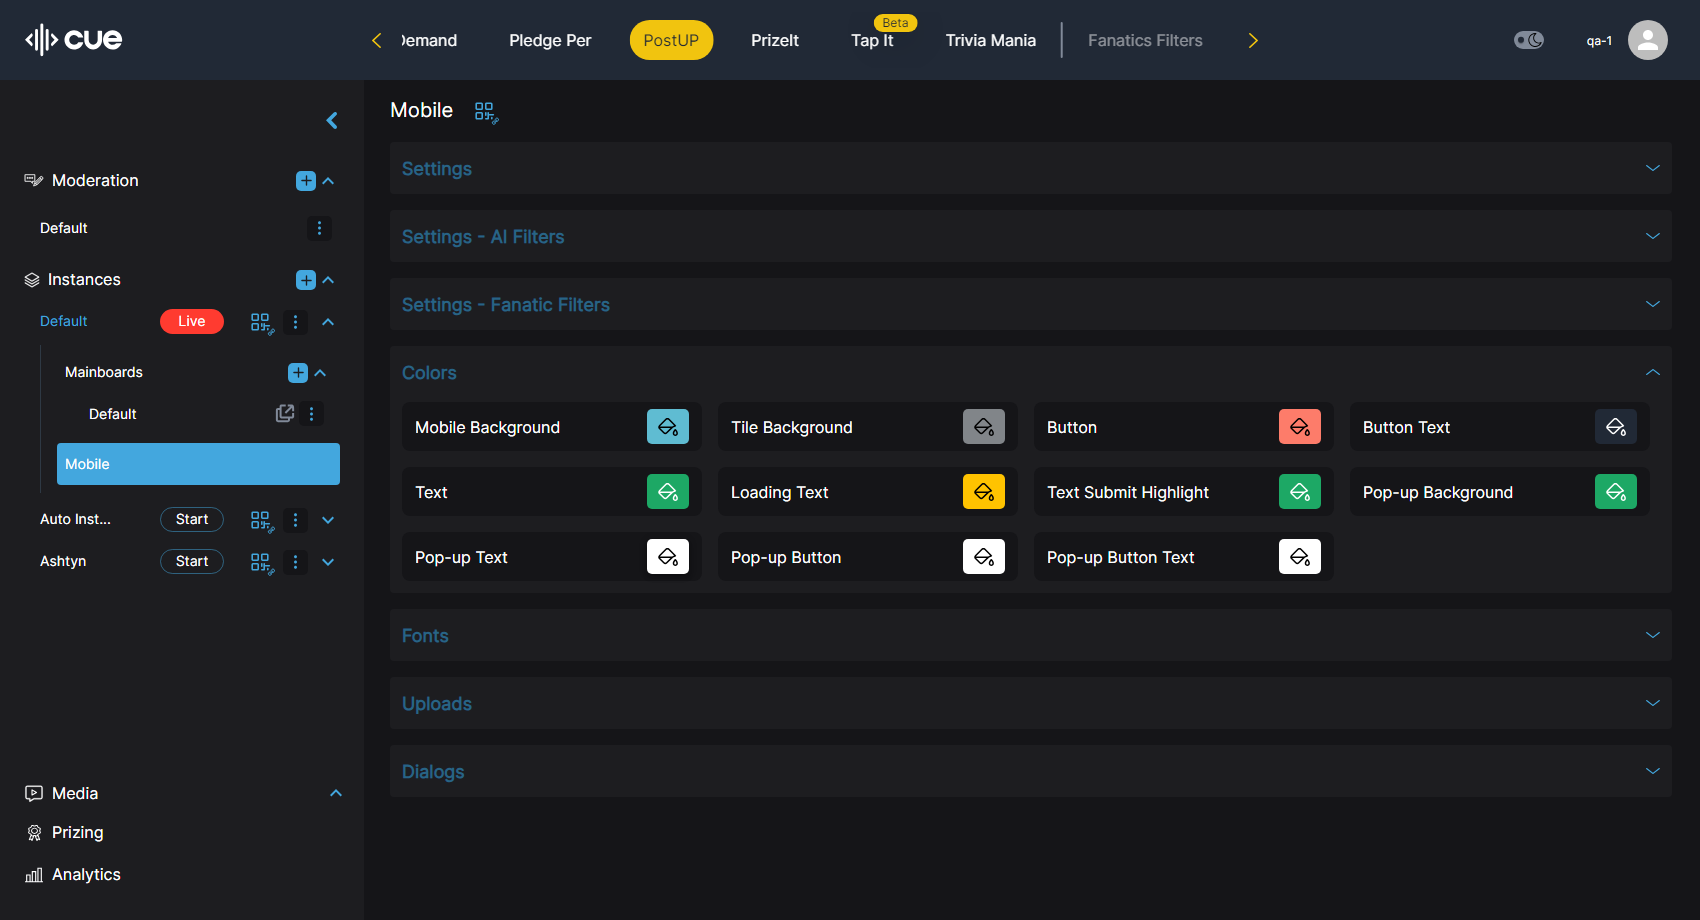 cue
Demand
Pledge Per
PostUP
PrizeIt
Beta
Tap It
Trivia Mania
Fanatics Filters
qa-1
Moderation
Default
Instances
Default
Live
Mainboards
Default
Mobile
Auto Inst...
Start
Ashtyn
Start
Media
Prizing
Analytics
Mobile
Settings
Settings - AI Filters
Settings - Fanatic Filters
Colors
Mobile Background
Tile Background
Button
Button Text
Text
Loading Text
Text Submit Highlight
Pop-up Background
Pop-up Text
Pop-up Button
Pop-up Button Text
Fonts
Uploads
Dialogs